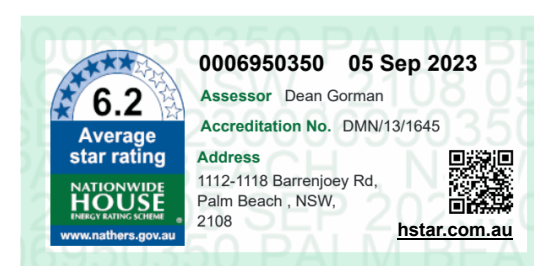 0006950350 05 Sep 2023
6.2
Average
star rating
NATIONWIDE
HOUSE
ENERGY RATING SCHEME ®
www.nathers.gov.au
Assessor Dean Gorman
Accreditation No. DMN/13/1645
Address
1112-1118 Barrenjoey Rd,
Palm Beach , NSW,
2108
hstar.com.au